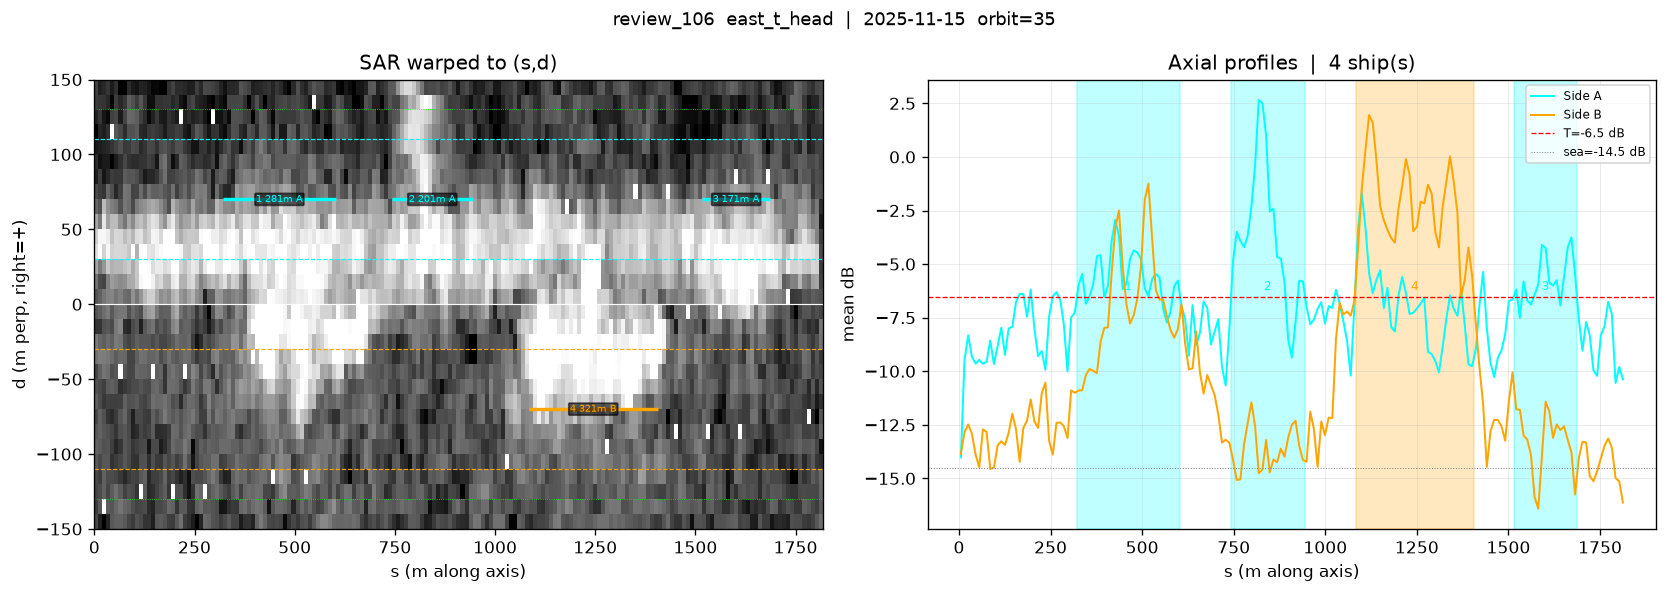 review_106  east_t_head  |  2025-11-15  orbit=35
SAR warped to (s,d)
150
100
50
0
−50
−100
−150
d (m perp, right=+)
1 281m A
2 201m A
3 171m A
4 321m B
0
250
500
750
1000
1250
1500
1750
s (m along axis)
Axial profiles  |  4 ship(s)
2.5
0.0
−2.5
−5.0
−7.5
−10.0
−12.5
−15.0
mean dB
Side A
Side B
T=-6.5 dB
sea=-14.5 dB
1
2
4
3
0
250
500
750
1000
1250
1500
1750
s (m along axis)